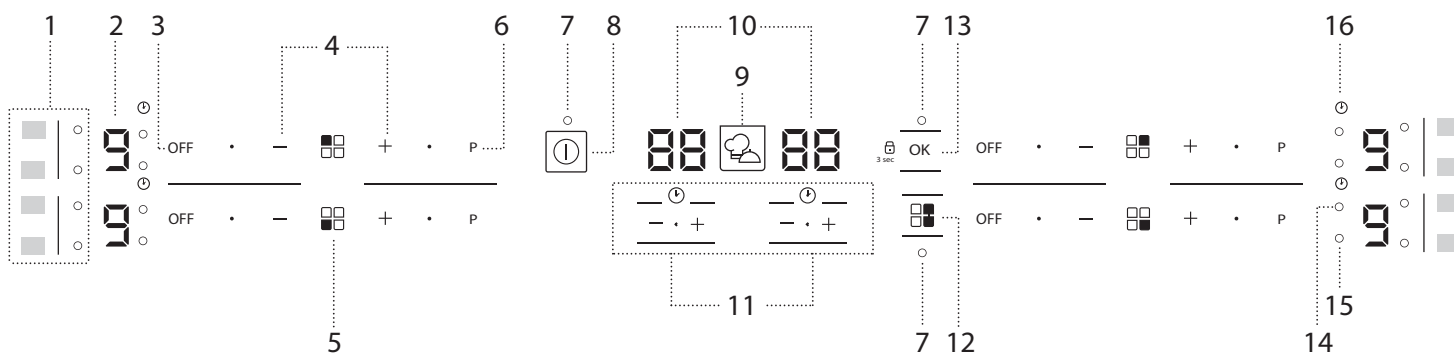 1 2 3 4 6 7 8 10 7 13 16
9
9 OFF · − + · P 88 88 OK OFF · − + · P 9
3 sec
9 OFF · − + · P − · + − · + OFF · − + · P 9
11 14 15
5 7 12